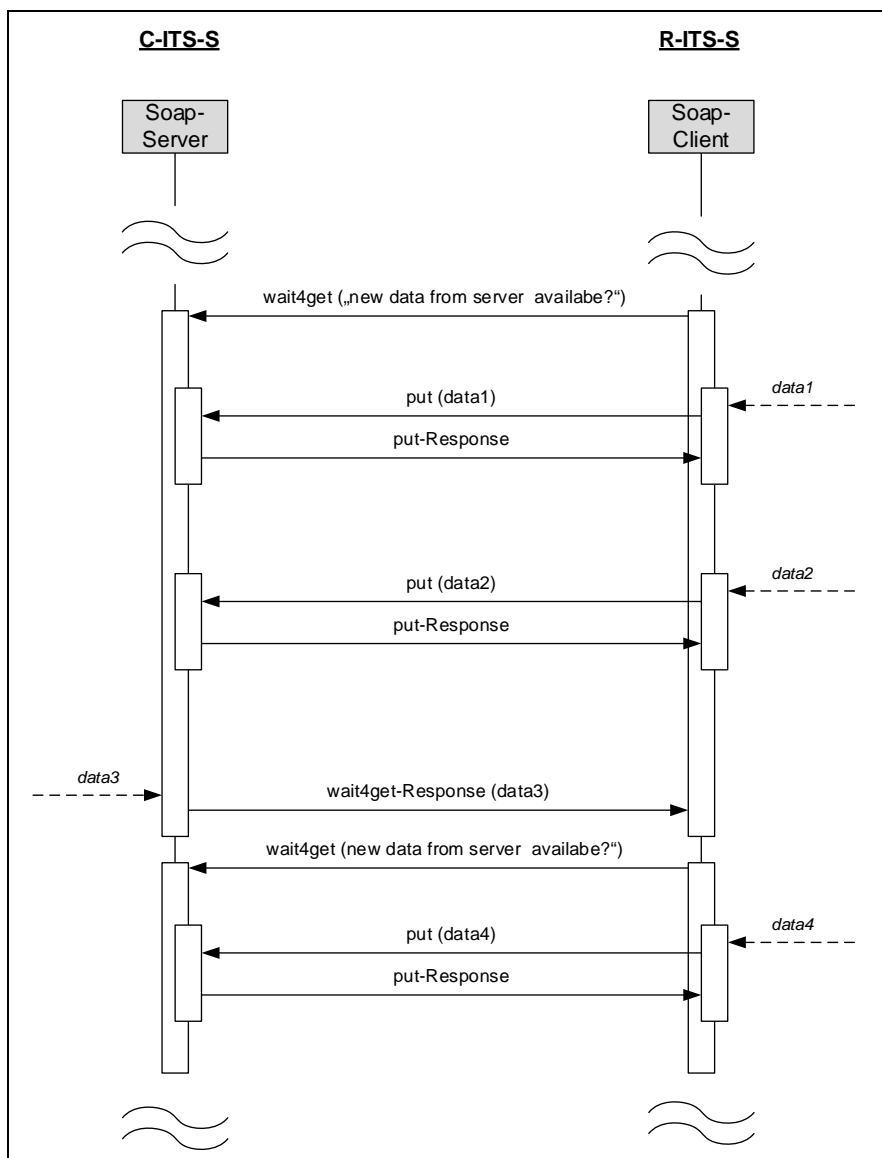 C-ITS-S
R-ITS-S
Soap-
Server
Soap-
Client
wait4get („new data from server  availabe?“)
data1
put (data1)
put-Response
data2
put (data2)
put-Response
data3
wait4get-Response (data3)
wait4get (new data from server  availabe?“)
data4
put (data4)
put-Response